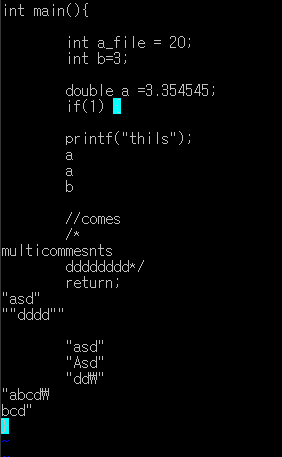 int main(){
int a_file = 20;
int b=3;
double a =3.354545;
if(1)
printf("thils");
a
a
b
//comes
/*
multicommesnts
dddddddd*/
return;
"asd"
""dddd""
"asd"
"Asd"
"dd₩"
"abcd₩
bcd"
~
~